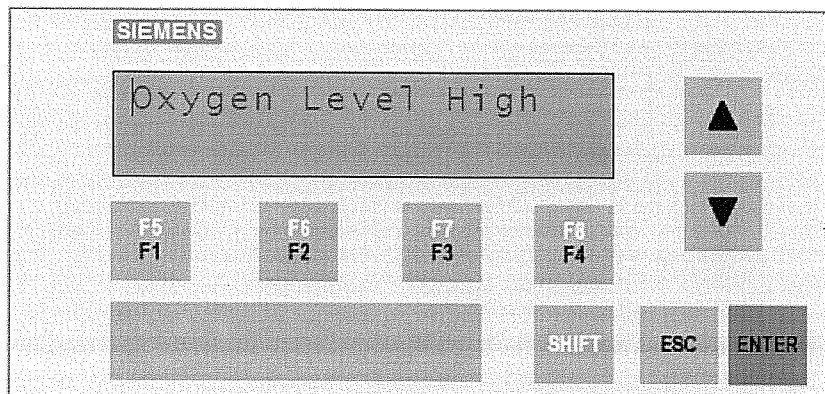 SIEMENS
Oxygen Level High
▲
F5 F6 F7 F8
F1 F2 F3 F4
▼
SHIFT ESC ENTER